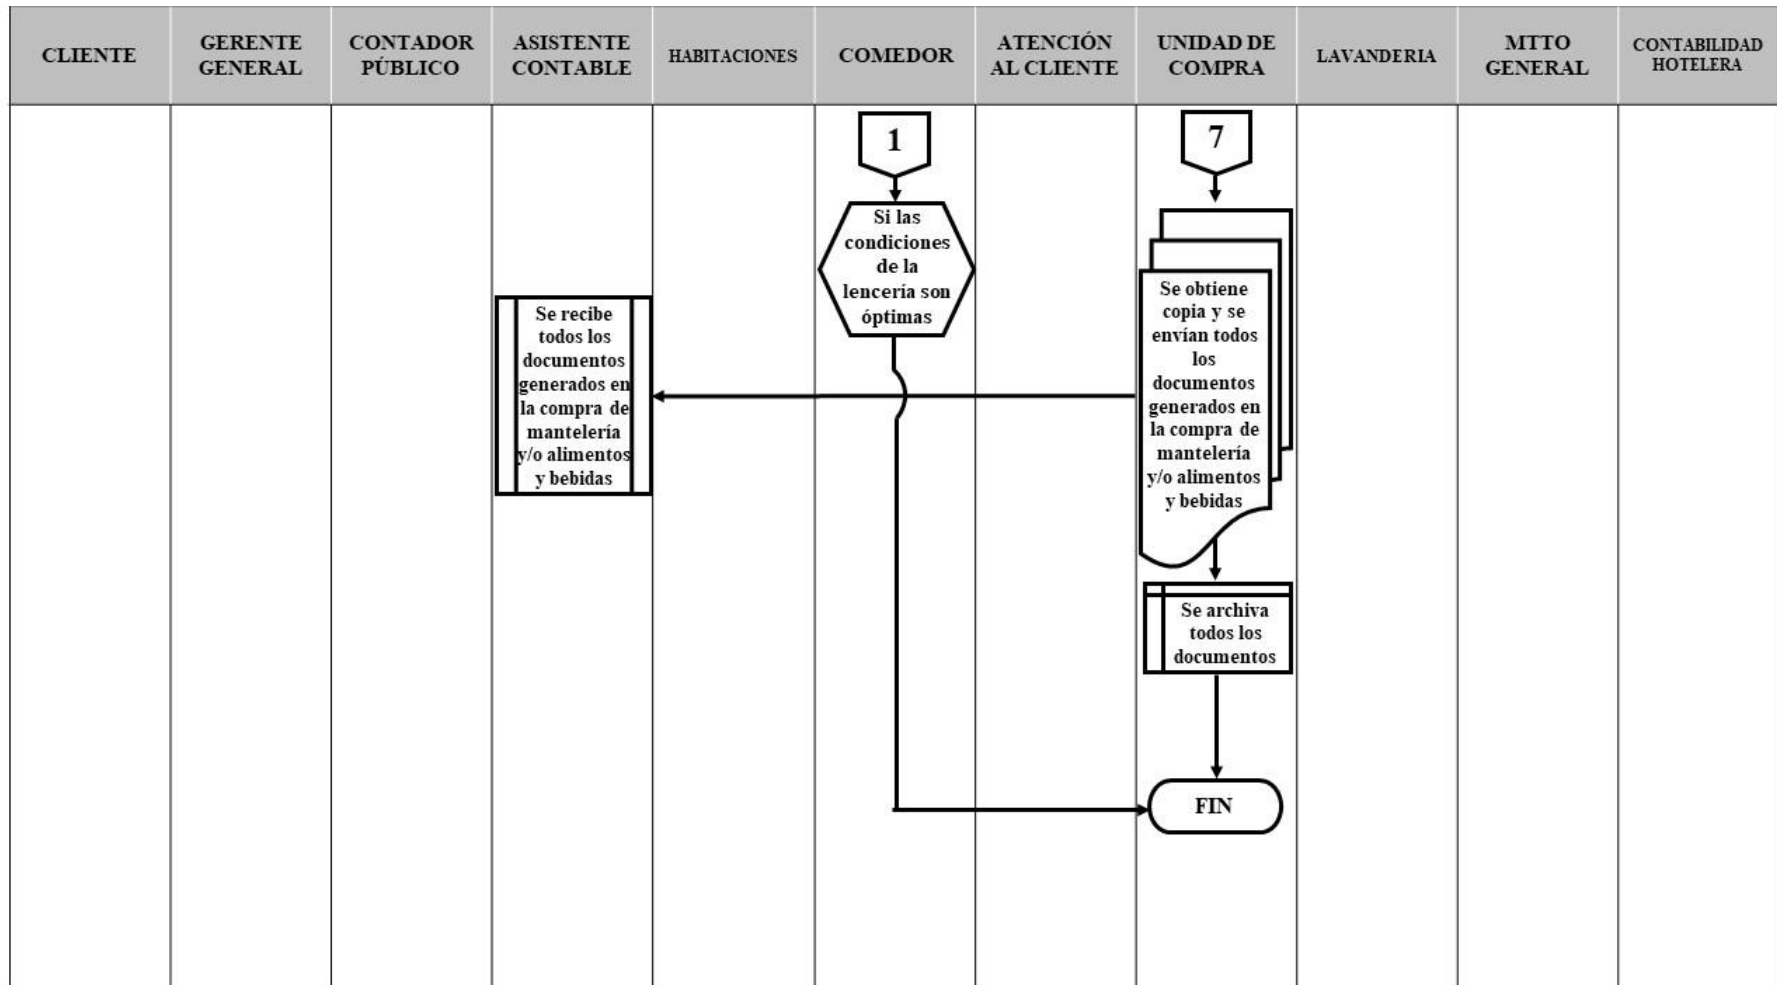 CLIENTE
GERENTE
GENERAL
CONTADOR
PÚBLICO
ASISTENTE
CONTABLE
HABITACIONES
COMEDOR
ATENCIÓN
AL CLIENTE
UNIDAD DE
COMPRA
LAVANDERIA
MTTO
GENERAL
CONTABILIDAD
HOTELERA
1
7
Si las
condiciones
de la
lencería son
óptimas
Se recibe
todos los
documentos
generados en
la compra de
mantelería
y/o alimentos
y bebidas
Se obtiene
copia y se
envían todos
los
documentos
generados en
la compra de
mantelería
y/o alimentos
y bebidas
Se archiva
todos los
documentos
FIN